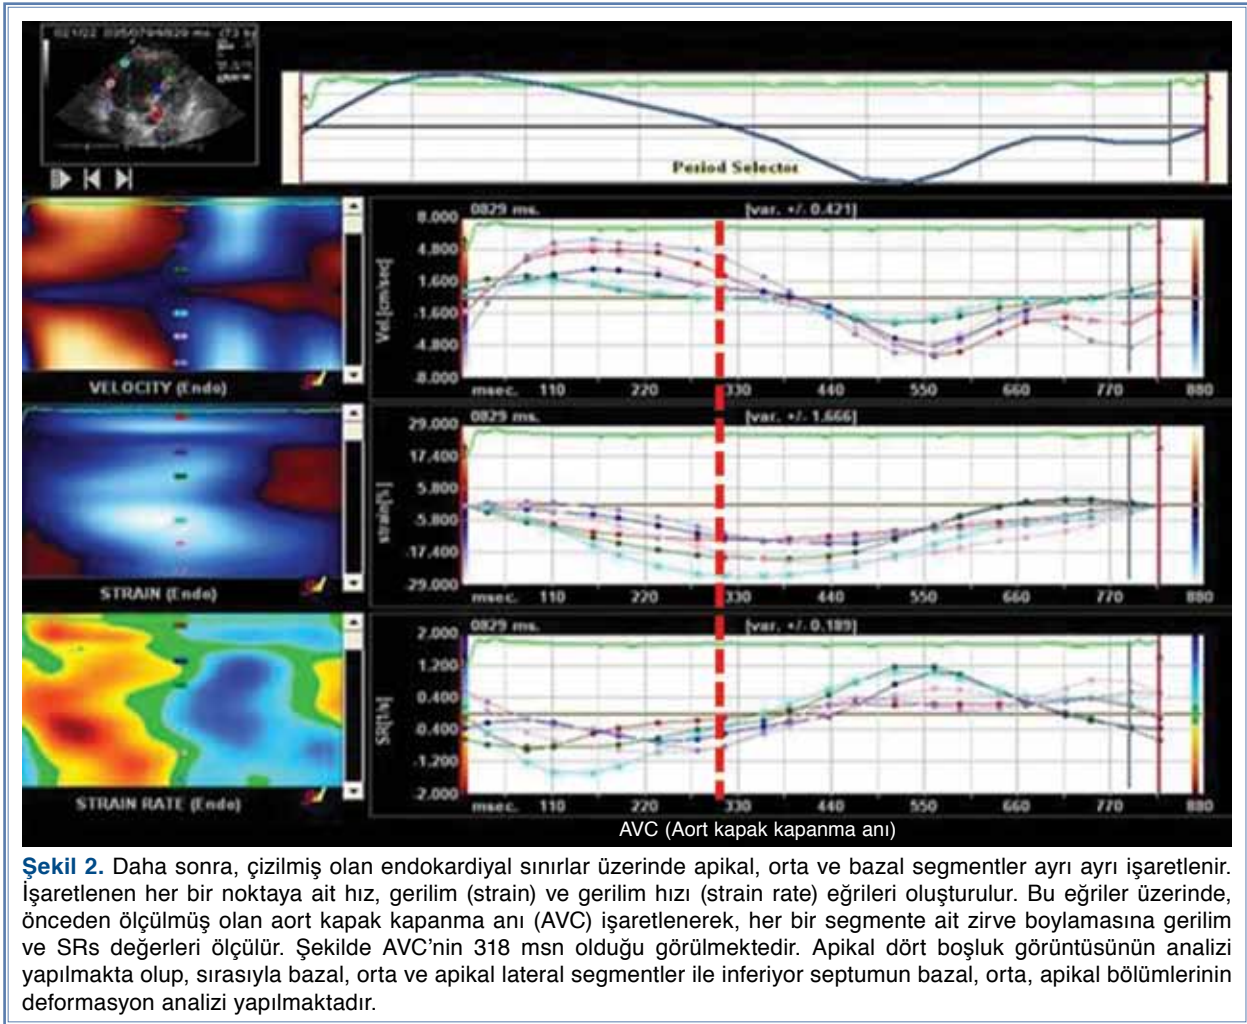 Period Selector
0829 ms. [var. +/- 0.421]
8.000
4.800
1.600
-1.600
-4.800
-8.000
msec. 110 220 330 440 550 660 770 880
VELOCITY (Endo)
0829 ms. [var. +/- 1.666]
29.000
17.400
5.800
-5.800
-17.400
-29.000
strain[%]
msec. 110 220 330 440 550 660 770 880
STRAIN (Endo)
0829 ms. [var. +/- 0.189]
2.000
1.200
0.400
-0.400
-1.200
-2.000
SR[1/s]
msec. 110 220 330 440 550 660 770 880
STRAIN RATE (Endo)
AVC (Aort kapak kapanma anı)
Şekil 2. Daha sonra, çizilmiş olan endokardiyal sınırlar üzerinde apikal, orta ve bazal segmentler ayrı ayrı işaretlenir.
İşaretlenen her bir noktaya ait hız, gerilim (strain) ve gerilim hızı (strain rate) eğrileri oluşturulur. Bu eğriler üzerinde,
önceden ölçülmüş olan aort kapak kapanma anı (AVC) işaretlenerek, her bir segmente ait zirve boylamasına gerilim
ve SRs değerleri ölçülür. Şekilde AVC’nin 318 msn olduğu görülmektedir. Apikal dört boşluk görüntüsünün analizi
yapılmakta olup, sırasıyla bazal, orta ve apikal lateral segmentler ile inferiyor septumun bazal, orta, apikal bölümlerinin
deformasyon analizi yapılmaktadır.